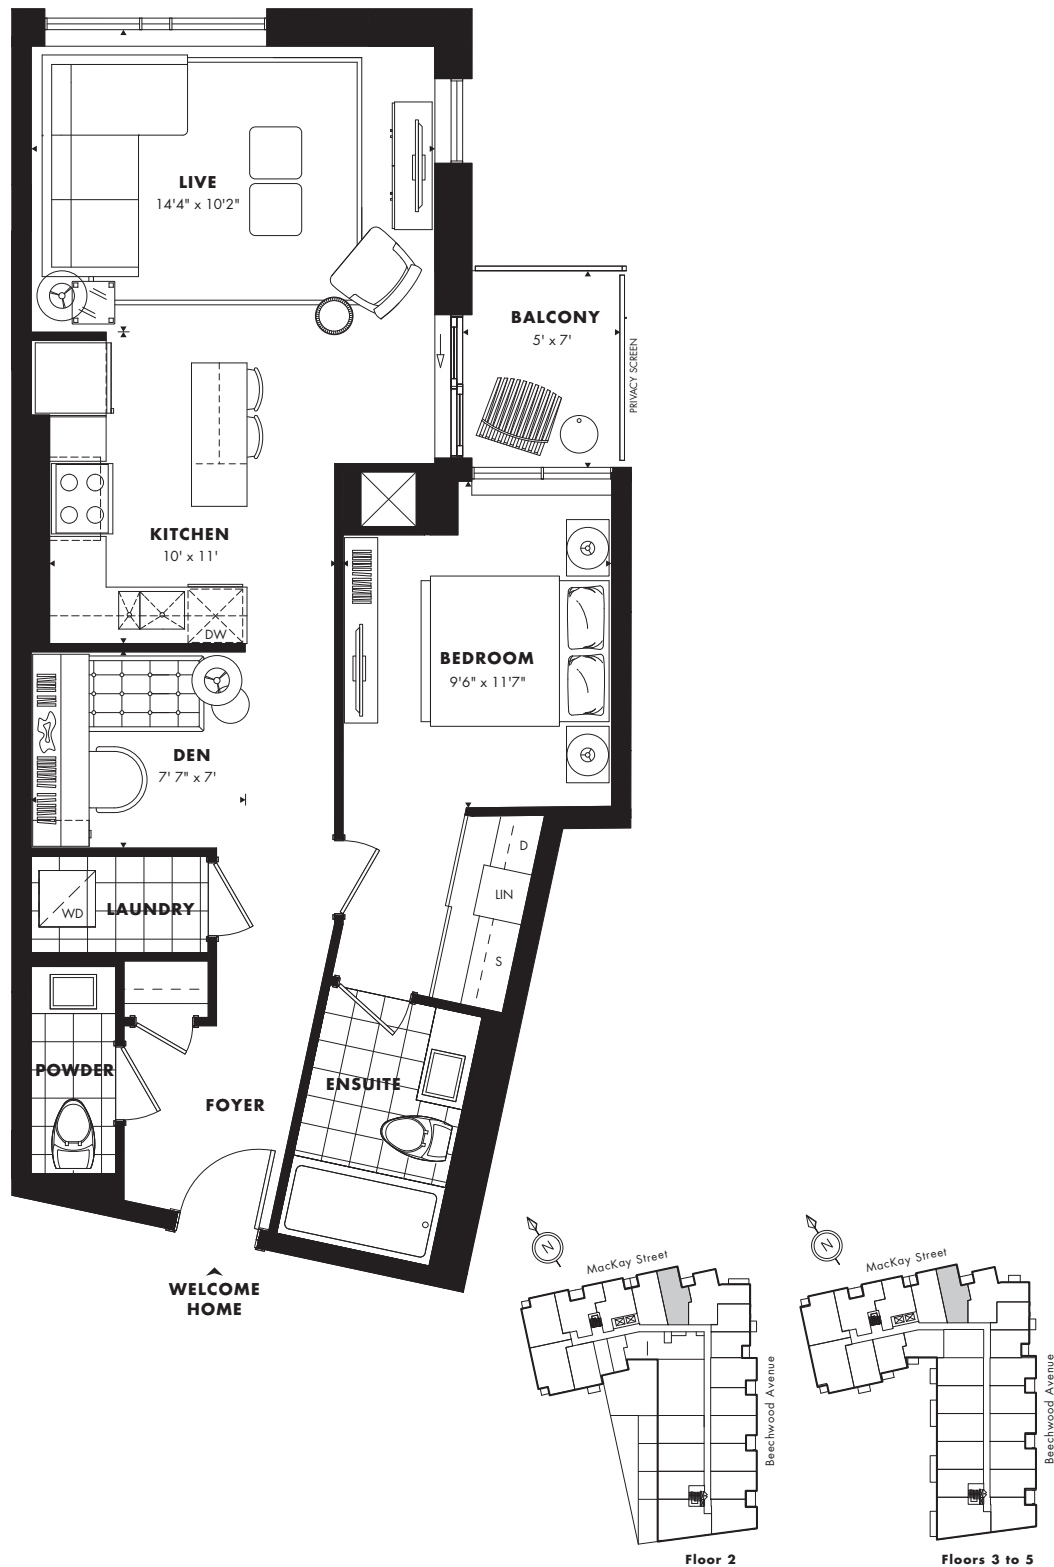 LIVE
14'4" x 10'2"
BALCONY
5' x 7'
PRIVACY SCREEN
KITCHEN
10' x 11'
DW
BEDROOM
9'6" x 11'7"
DEN
7' 7" x 7'
D
LIN
S
WD
LAUNDRY
POWDER
ENSUITE
FOYER
WELCOME
HOME
N
MacKay Street
Beechwood Avenue
Floor 2
N
MacKay Street
Beechwood Avenue
Floors 3 to 5